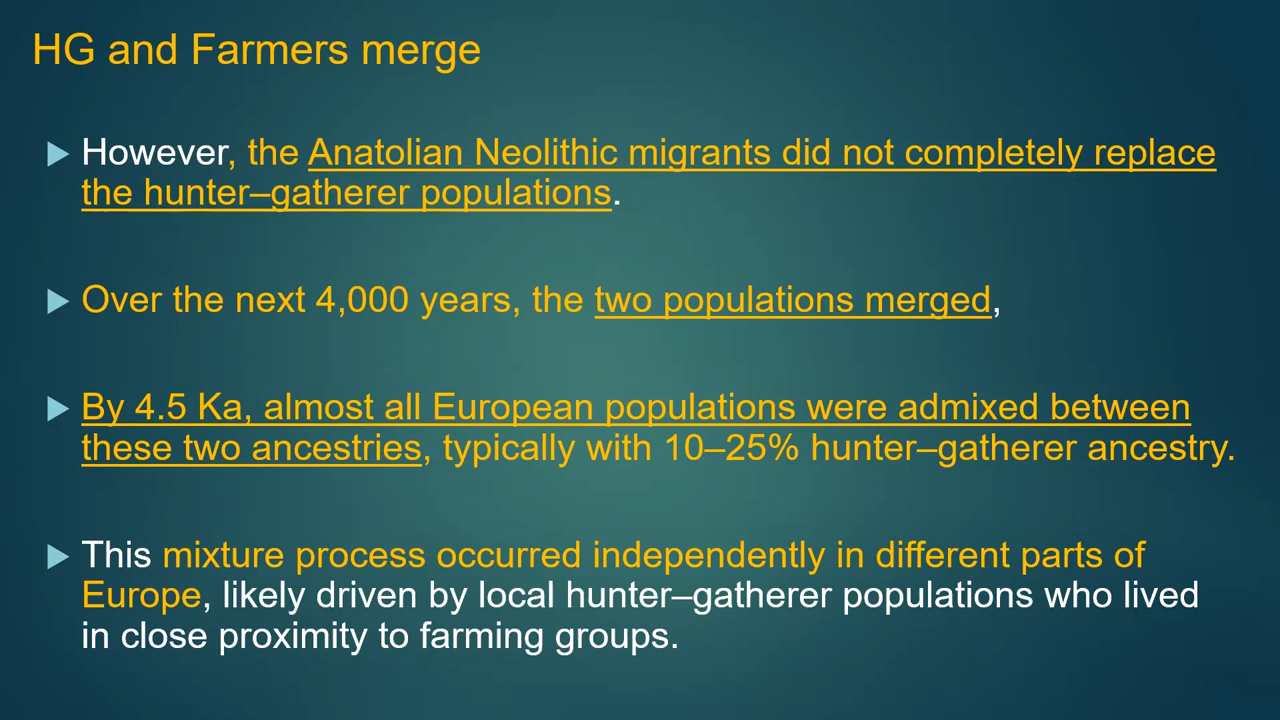 HG and Farmers merge
However, the Anatolian Neolithic migrants did not completely replace
the hunter–gatherer populations.
Over the next 4,000 years, the two populations merged,
By 4.5 Ka, almost all European populations were admixed between
these two ancestries, typically with 10–25% hunter–gatherer ancestry.
This mixture process occurred independently in different parts of
Europe, likely driven by local hunter–gatherer populations who lived
in close proximity to farming groups.